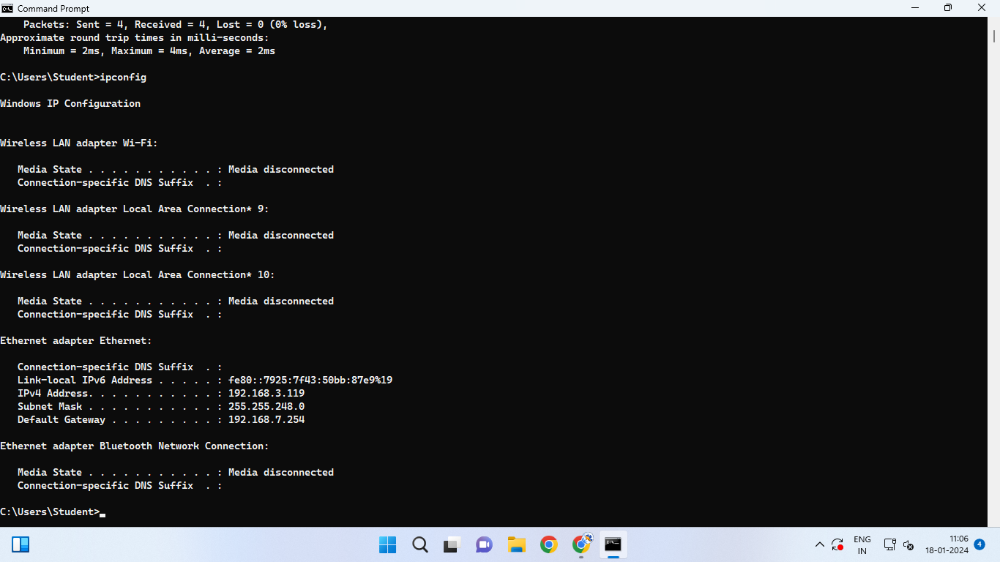 Command Prompt
Packets: Sent = 4, Received = 4, Lost = 0 (0% loss),
Approximate round trip times in milli-seconds:
Minimum = 2ms, Maximum = 4ms, Average = 2ms
C:\Users\Student>ipconfig
Windows IP Configuration
Wireless LAN adapter Wi-Fi:
Media State . . . . . . . . . . . : Media disconnected
Connection-specific DNS Suffix  . :
Wireless LAN adapter Local Area Connection* 9:
Media State . . . . . . . . . . . : Media disconnected
Connection-specific DNS Suffix  . :
Wireless LAN adapter Local Area Connection* 10:
Media State . . . . . . . . . . . : Media disconnected
Connection-specific DNS Suffix  . :
Ethernet adapter Ethernet:
Connection-specific DNS Suffix  . :
Link-local IPv6 Address . . . . . : fe80::7925:7f43:50bb:87e9%19
IPv4 Address. . . . . . . . . . . : 192.168.3.119
Subnet Mask . . . . . . . . . . . : 255.255.248.0
Default Gateway . . . . . . . . . : 192.168.7.254
Ethernet adapter Bluetooth Network Connection:
Media State . . . . . . . . . . . : Media disconnected
Connection-specific DNS Suffix  . :
C:\Users\Student>
ENG
IN
11:06
18-01-2024
4